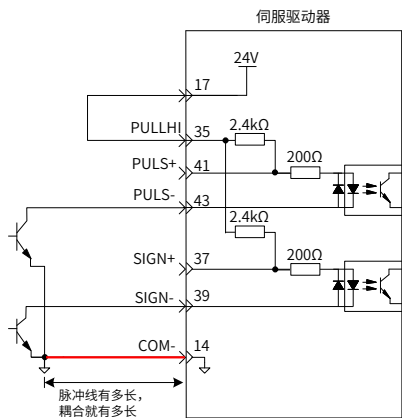 伺服驱动器
24V
17
PULLHI
35
2.4kΩ
PULS+
41
200Ω
PULS-
43
2.4kΩ
SIGN+
37
200Ω
SIGN-
39
COM-
14
脉冲线有多长，
耦合就有多长